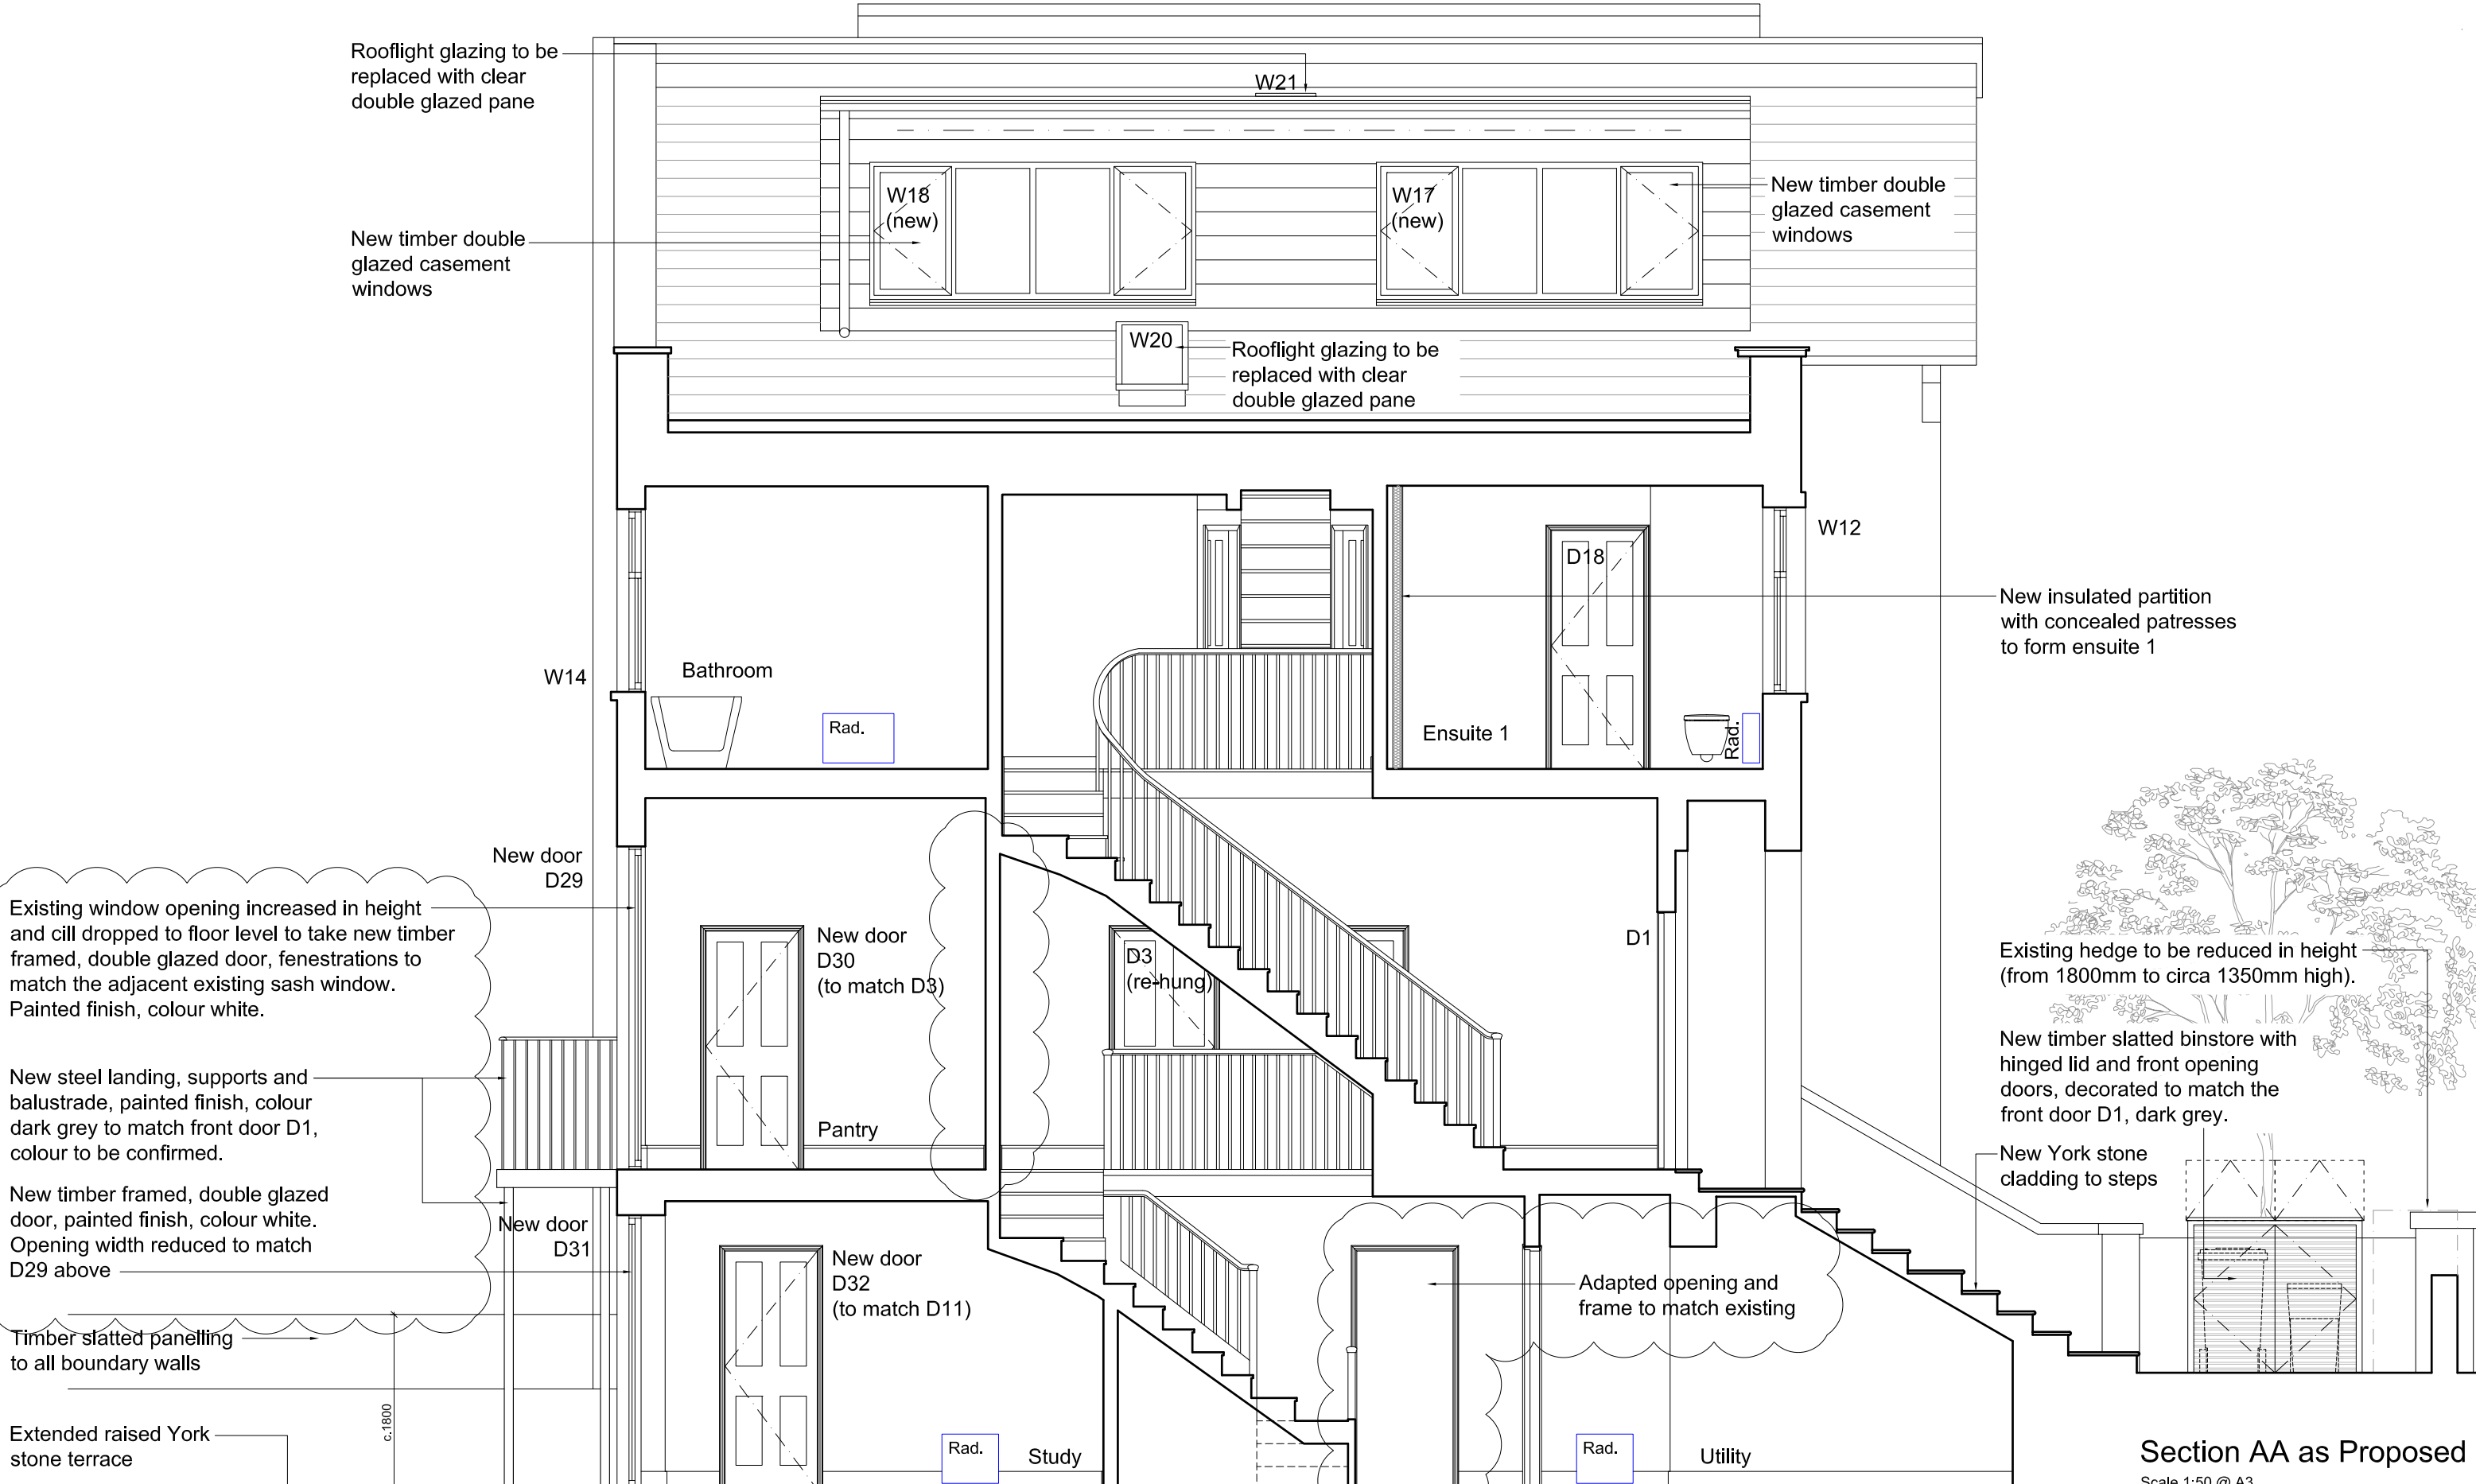 Rooflight glazing to be
replaced with clear
double glazed pane
W21
New timber double
glazed casement
windows
W18
(new)
W17
(new)
New timber double
glazed casement
windows
W20
Rooflight glazing to be
replaced with clear
double glazed pane
W12
D18
New insulated partition
with concealed patresses
to form ensuite 1
W14
Bathroom
Rad.
Ensuite 1
Rad.
New door
D29
Existing window opening increased in height
and cill dropped to floor level to take new timber
framed, double glazed door, fenestrations to
match the adjacent existing sash window.
Painted finish, colour white.
New door
D30
(to match D3)
D3
(re-hung)
D1
Existing hedge to be reduced in height
(from 1800mm to circa 1350mm high).
New timber slatted binstore with
hinged lid and front opening
doors, decorated to match the
front door D1, dark grey.
New steel landing, supports and
balustrade, painted finish, colour
dark grey to match front door D1,
colour to be confirmed.
Pantry
New York stone
cladding to steps
New timber framed, double glazed
door, painted finish, colour white.
Opening width reduced to match
D29 above
New door
D31
New door
D32
(to match D11)
Adapted opening and
frame to match existing
Timber slatted panelling
to all boundary walls
c.1800
Extended raised York
stone terrace
Rad.
Study
Rad.
Utility
Section AA as Proposed
Scale 1:50 @ A3